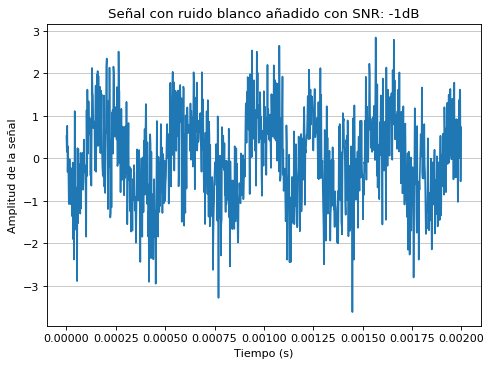 Señal con ruido blanco añadido con SNR: -1dB
Amplitud de la señal
3
2
1
0
−1
−2
−3
0.00000 0.00025 0.00050 0.00075 0.00100 0.00125 0.00150 0.00175 0.00200
Tiempo (s)